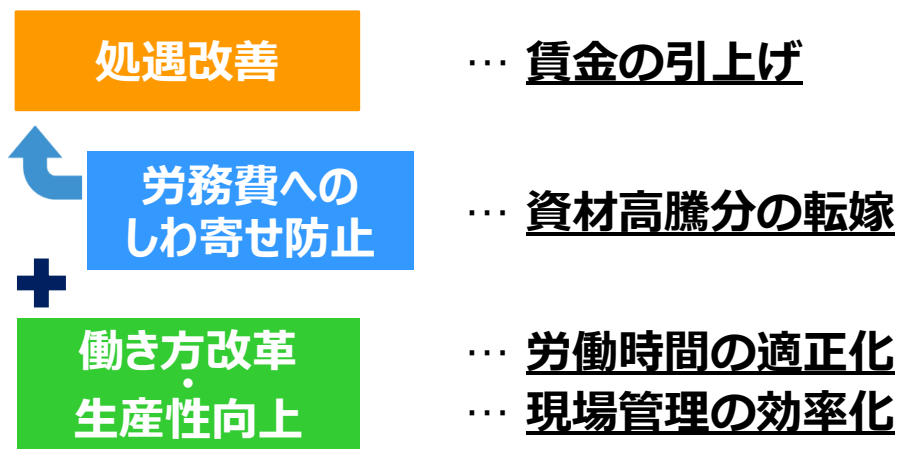 処遇改善 … 賃金の引上げ
労務費への
しわ寄せ防止 … 資材高騰分の転嫁
働き方改革 … 労働時間の適正化
・
生産性向上 … 現場管理の効率化